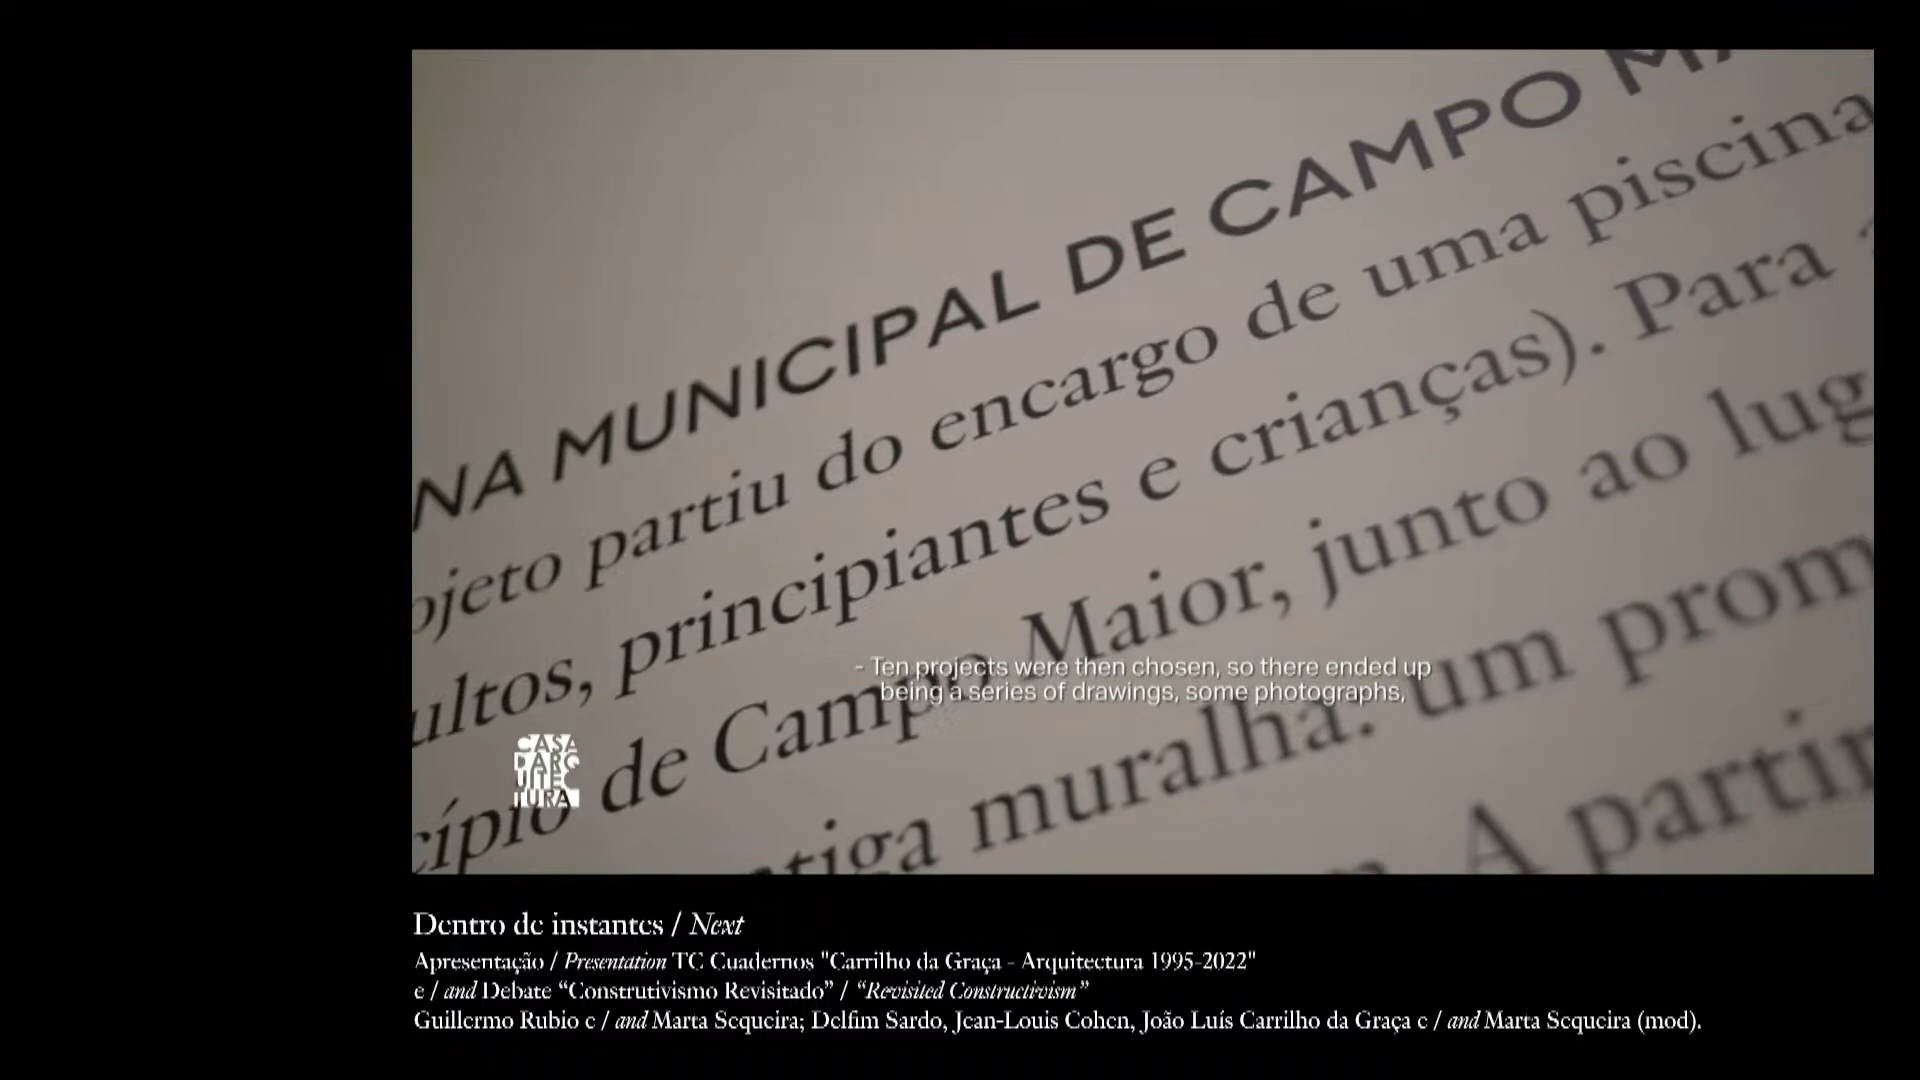 NA MUNICIPAL DE CAMPO MA
ojeto partiu do encargo de uma piscina
ultos, principiantes e crianças). Para
cípio de Campo Maior, junto ao lug
ntiga muralha. um prom
A partir
- Ten projects were then chosen, so there ended up
being a series of drawings, some photographs,
CASA
DARQ
UITEC
TURA
Dentro de instantes / Next
Apresentação / Presentation TC Cuadernos "Carrilho da Graça - Arquitectura 1995-2022"
e / and Debate “Construtivismo Revisitado” / “Revisited Constructivism”
Guillermo Rubio e / and Marta Sequeira; Delfim Sardo, Jean-Louis Cohen, João Luís Carrilho da Graça e / and Marta Sequeira (mod).